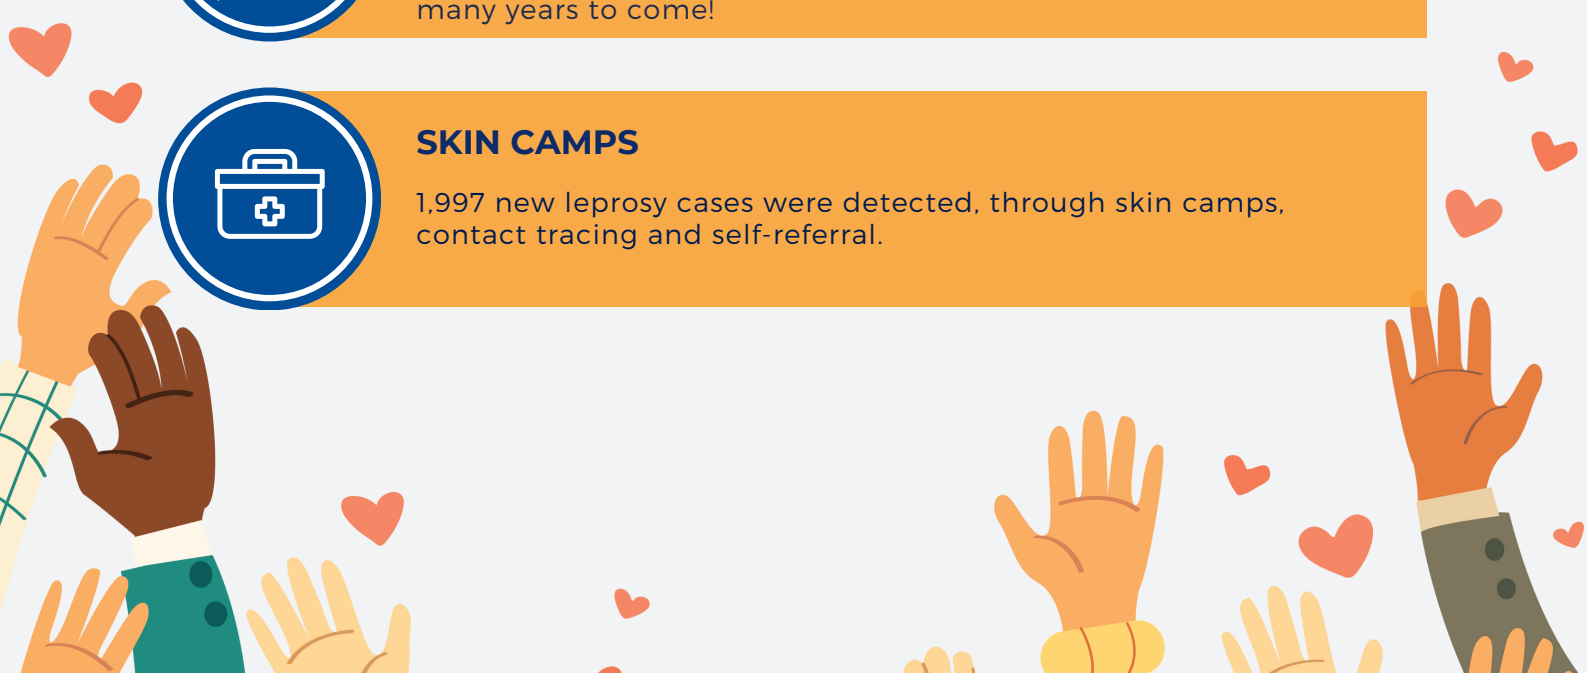 many years to come!
SKIN CAMPS
1,997 new leprosy cases were detected, through skin camps,
contact tracing and self-referral.